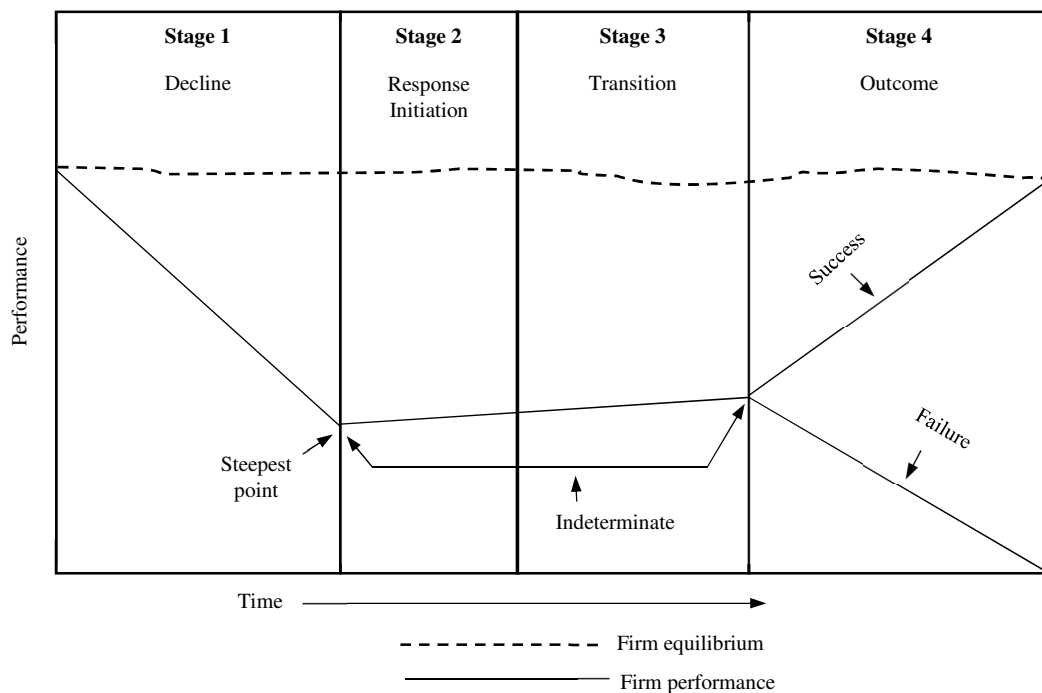 Stage 1
Decline
Stage 2
Response
Initiation
Stage 3
Transition
Stage 4
Outcome
Performance
Success
Failure
Steepest
point
Indeterminate
Time
Firm equilibrium
Firm performance